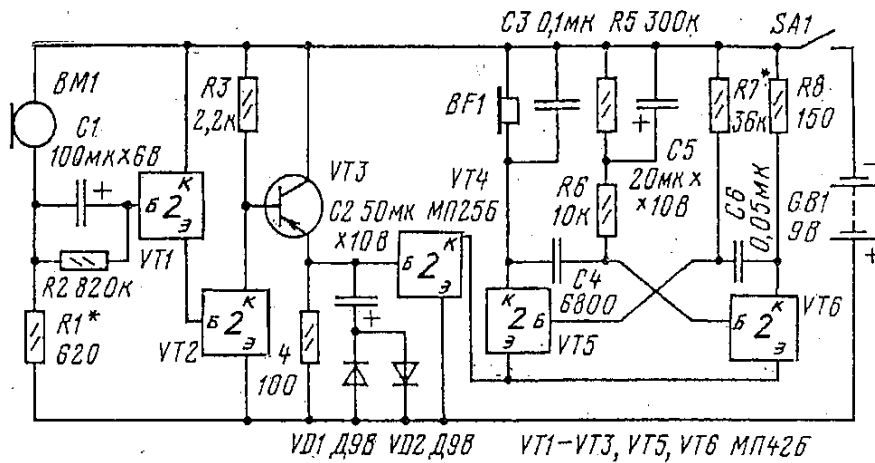 C3 0,1мк R5 300к SA1
BM1
R3
2,2к
BF1
R7*
36к
R8
150
C1
100мк×6В
+
К
Б 2
Э
VT1
VT3
C2 50мк МП25Б
×10В
VT4
+
C5
20мк×
×10В
R6
10к
C6
0,05мк
GB1
9В
−
+
R2 820к
R1*
620
К
Б 2
Э
VT2
4
100
+
К
Б 2
Э
C4
6800
К
2 Б
Э
VT5
К
Б 2
Э
VT6
VD1 Д9В VD2 Д9В VT1-VT3, VT5, VT6 МП42Б